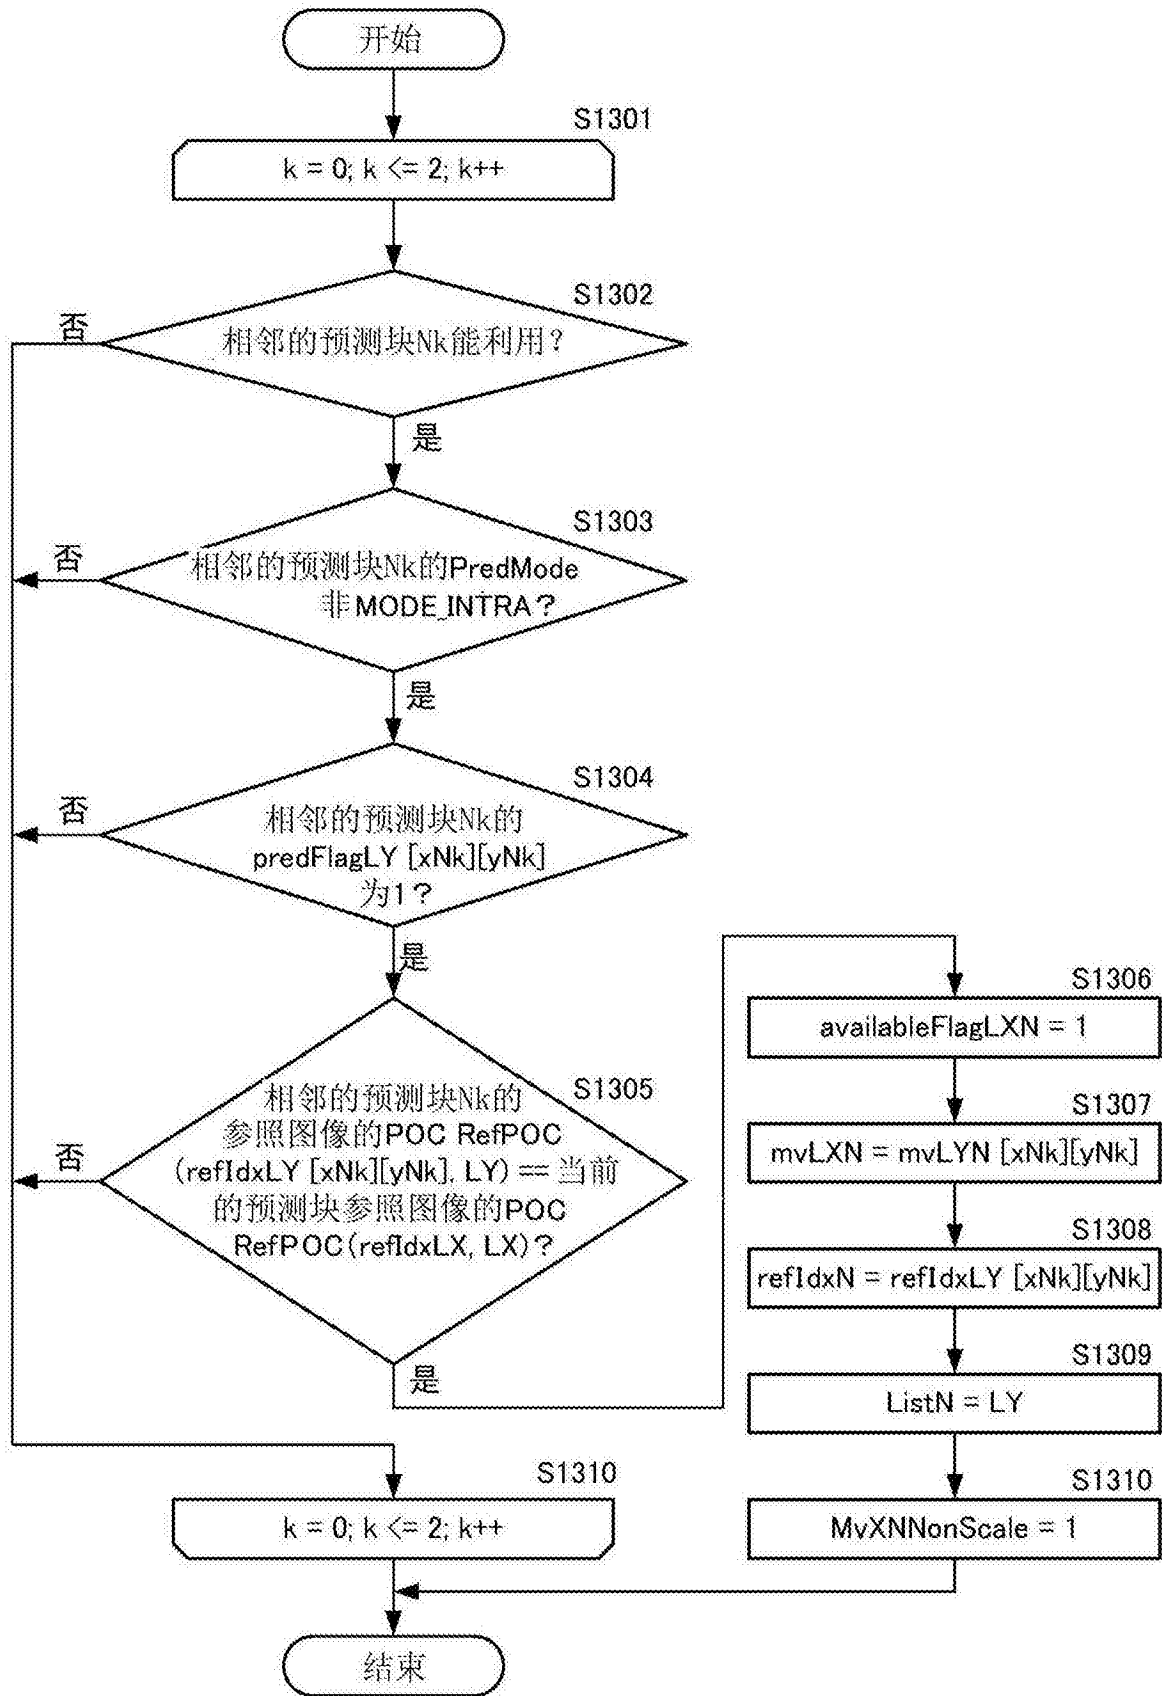 开始
S1301
k = 0; k <= 2; k++
S1302
否
相邻的预测块Nk能利用？
是
S1303
否
相邻的预测块Nk的PredMode
非MODE_INTRA？
是
S1304
否
相邻的预测块Nk的
predFlagLY [xNk][yNk]
为1？
是
S1305
否
相邻的预测块Nk的
参照图像的POC RefPOC
(refIdxLY [xNk][yNk], LY) == 当前
的预测块参照图像的POC
RefPOC(refIdxLX, LX)？
是
S1306
availableFlagLXN = 1
S1307
mvLXN = mvLYN [xNk][yNk]
S1308
refIdxN = refIdxLY [xNk][yNk]
S1309
ListN = LY
S1310
MvXNNonScale = 1
S1310
k = 0; k <= 2; k++
结束